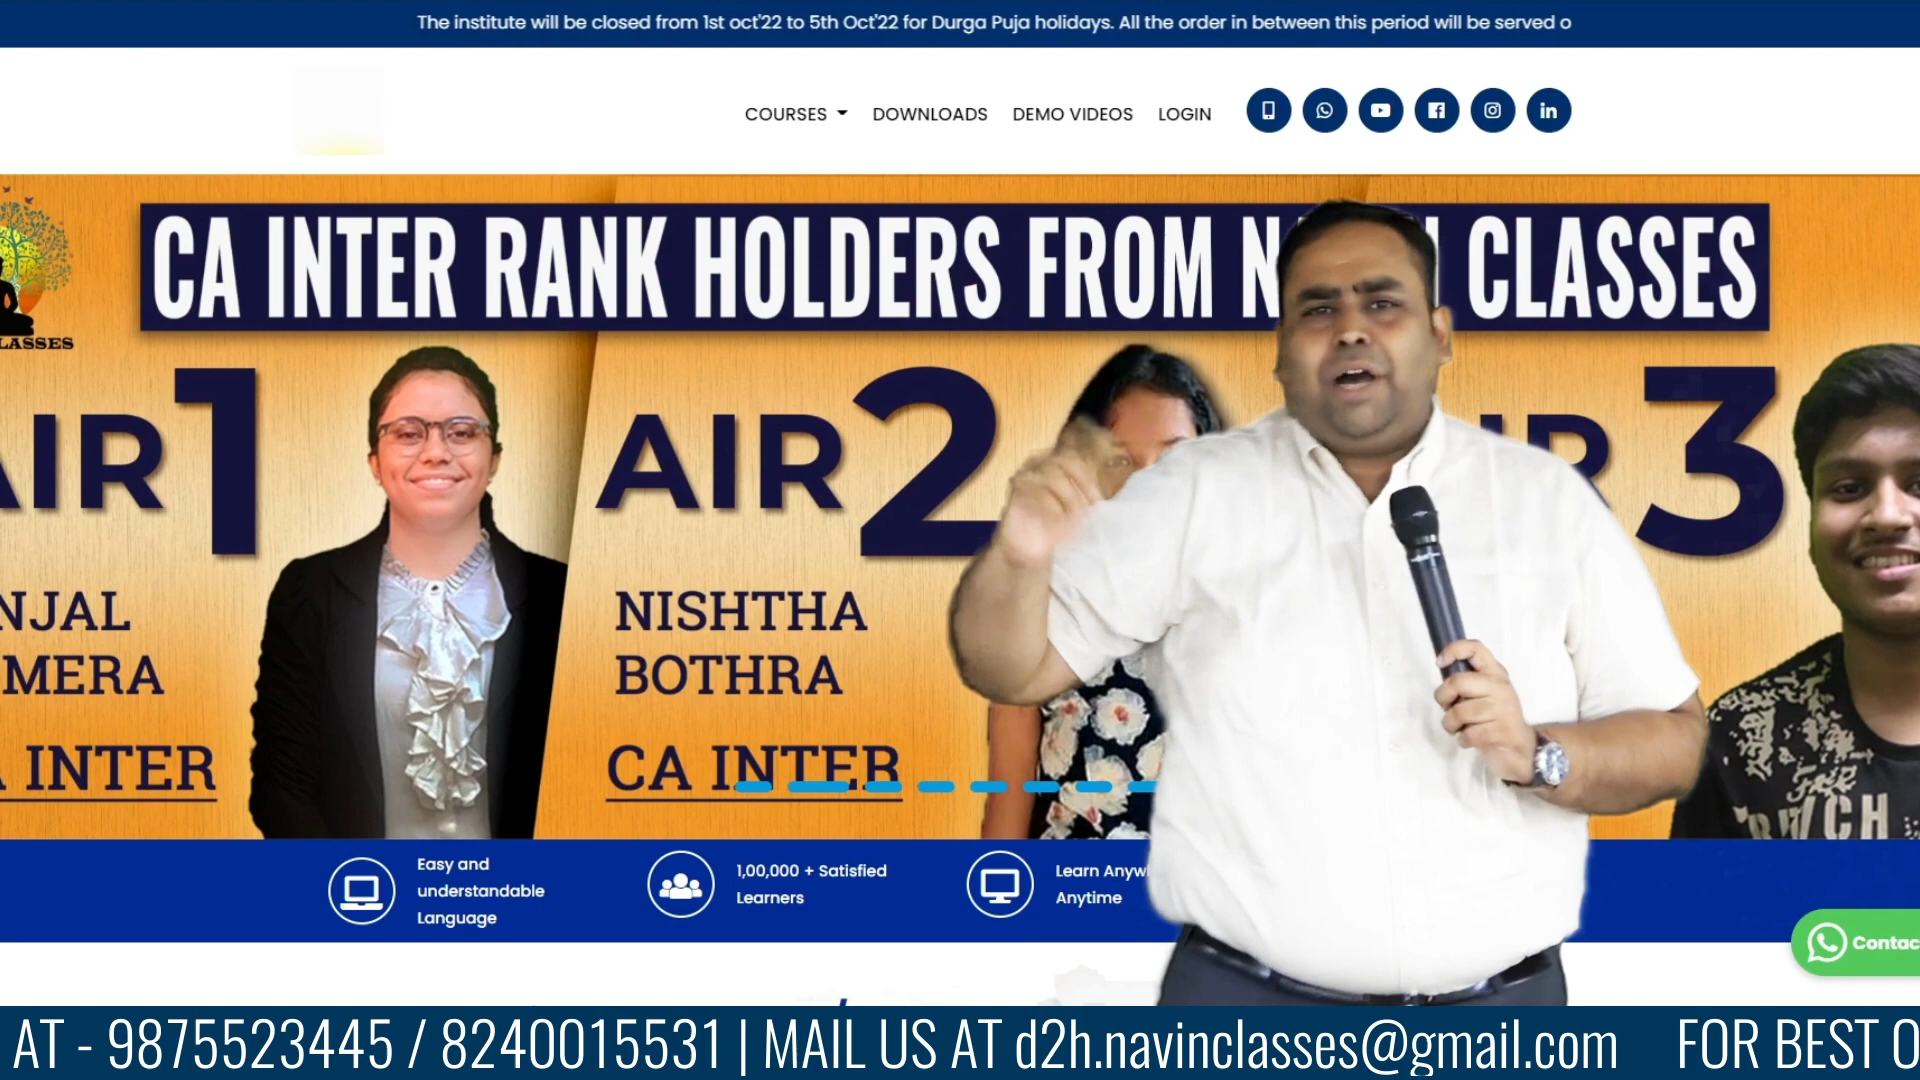 The institute will be closed from 1st oct'22 to 5th Oct'22 for Durga Puja holidays. All the order in between this period will be served o
COURSES DOWNLOADS DEMO VIDEOS LOGIN
CA INTER RANK HOLDERS FROM CLASSES
LASSES
AIR 1
NJAL
MERA
INTER
AIR 2
NISHTHA
BOTHRA
CA INTER
3
Easy and
understandable
Language
1,00,000 + Satisfied
Learners
Learn Anyw
Anytime
Contac
AT - 9875523445 / 8240015531 | MAIL US AT d2h.navinclasses@gmail.com FOR BEST O